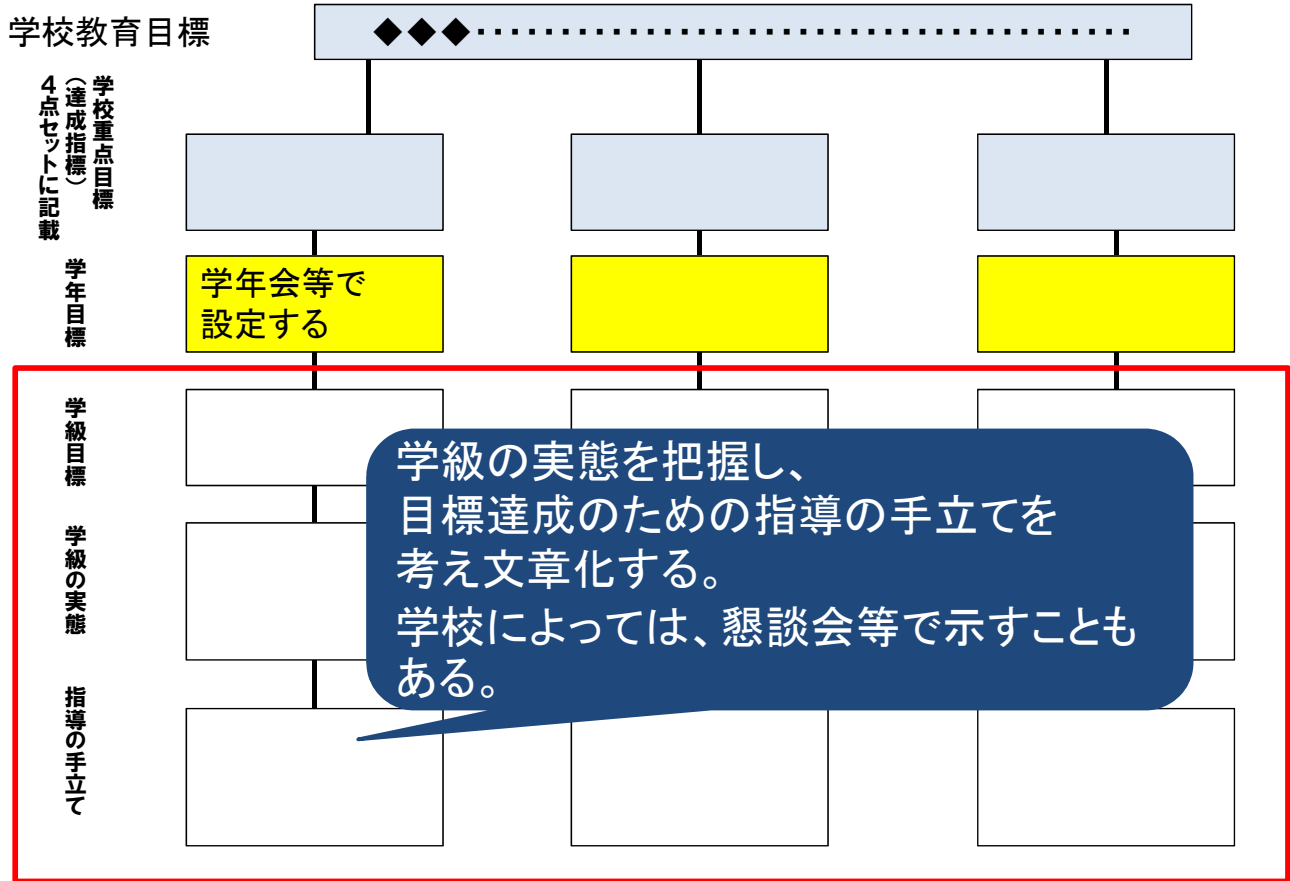 学校教育目標
◆◆◆‥‥‥‥‥‥‥‥‥‥‥‥‥‥‥‥‥‥‥
学校重点目標
(達成指標)
4点セットに記載
学年目標
学年会等で
設定する
学級目標
学級の実態を把握し、
目標達成のための指導の手立てを
考え文章化する。
学校によっては、懇談会等で示すことも
ある。
学級の実態
指導の手立て